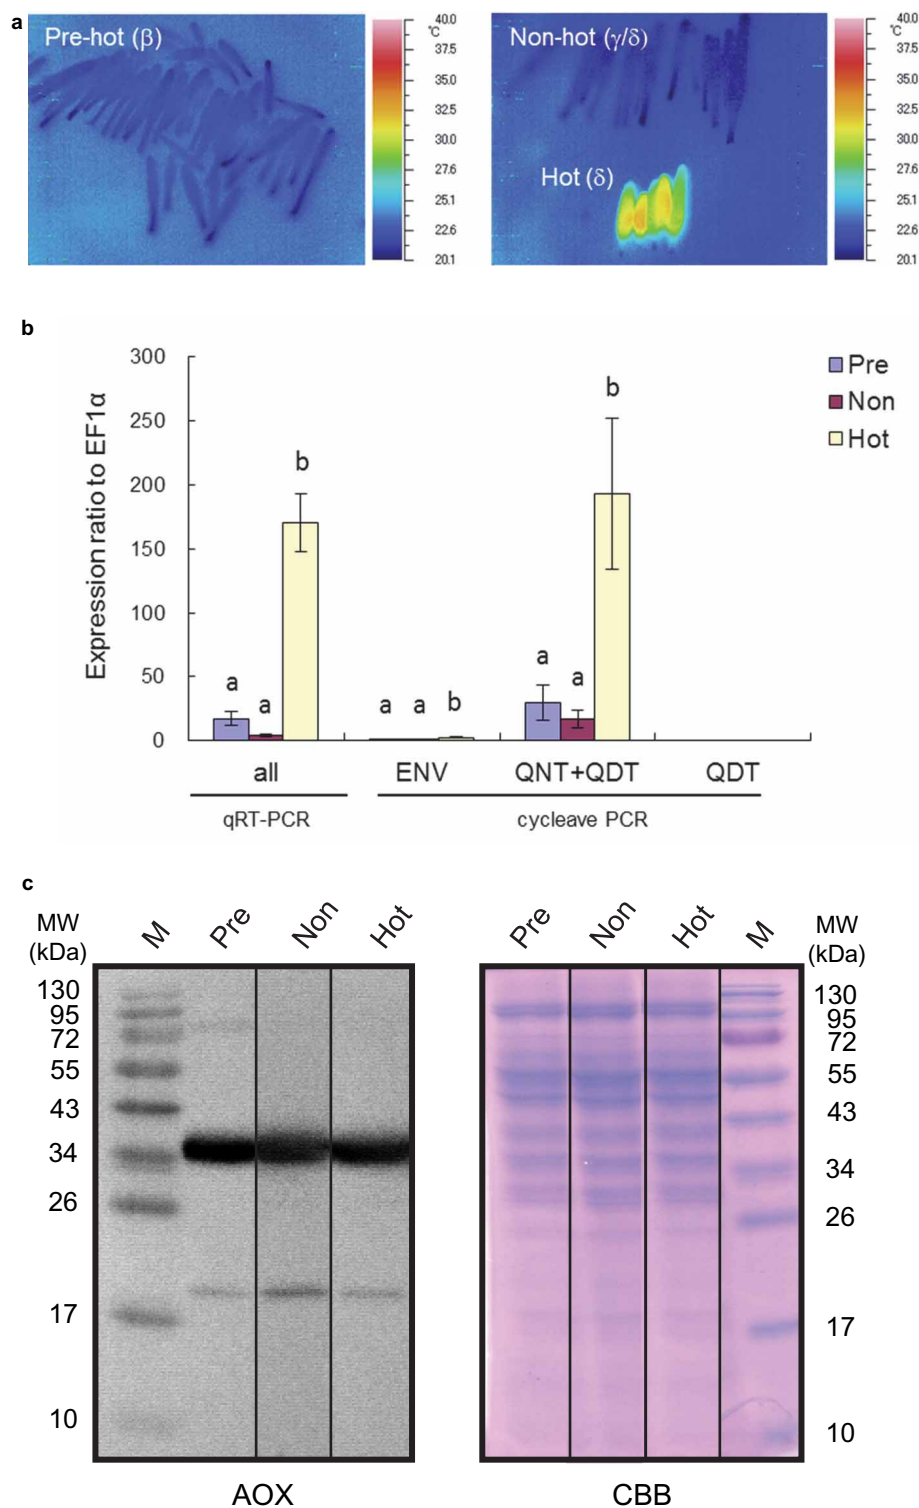 a
Pre-hot (β)
40.0
°C
37.5
35.0
32.5
30.0
27.6
25.1
22.6
20.1
Non-hot (γ/δ)
Hot (δ)
40.0
°C
37.5
35.0
32.5
30.0
27.6
25.1
22.6
20.1
b
Expression ratio to EF1α
300
250
200
150
100
50
0
a
a
b
a
a
b
a
a
b
Pre
Non
Hot
all
ENV
QNT+QDT
QDT
qRT-PCR
cycleave PCR
c
MW
(kDa)
M
Pre
Non
Hot
130
95
72
55
43
34
26
17
10
AOX
Pre
Non
Hot
M
MW
(kDa)
130
95
72
55
43
34
26
17
10
CBB